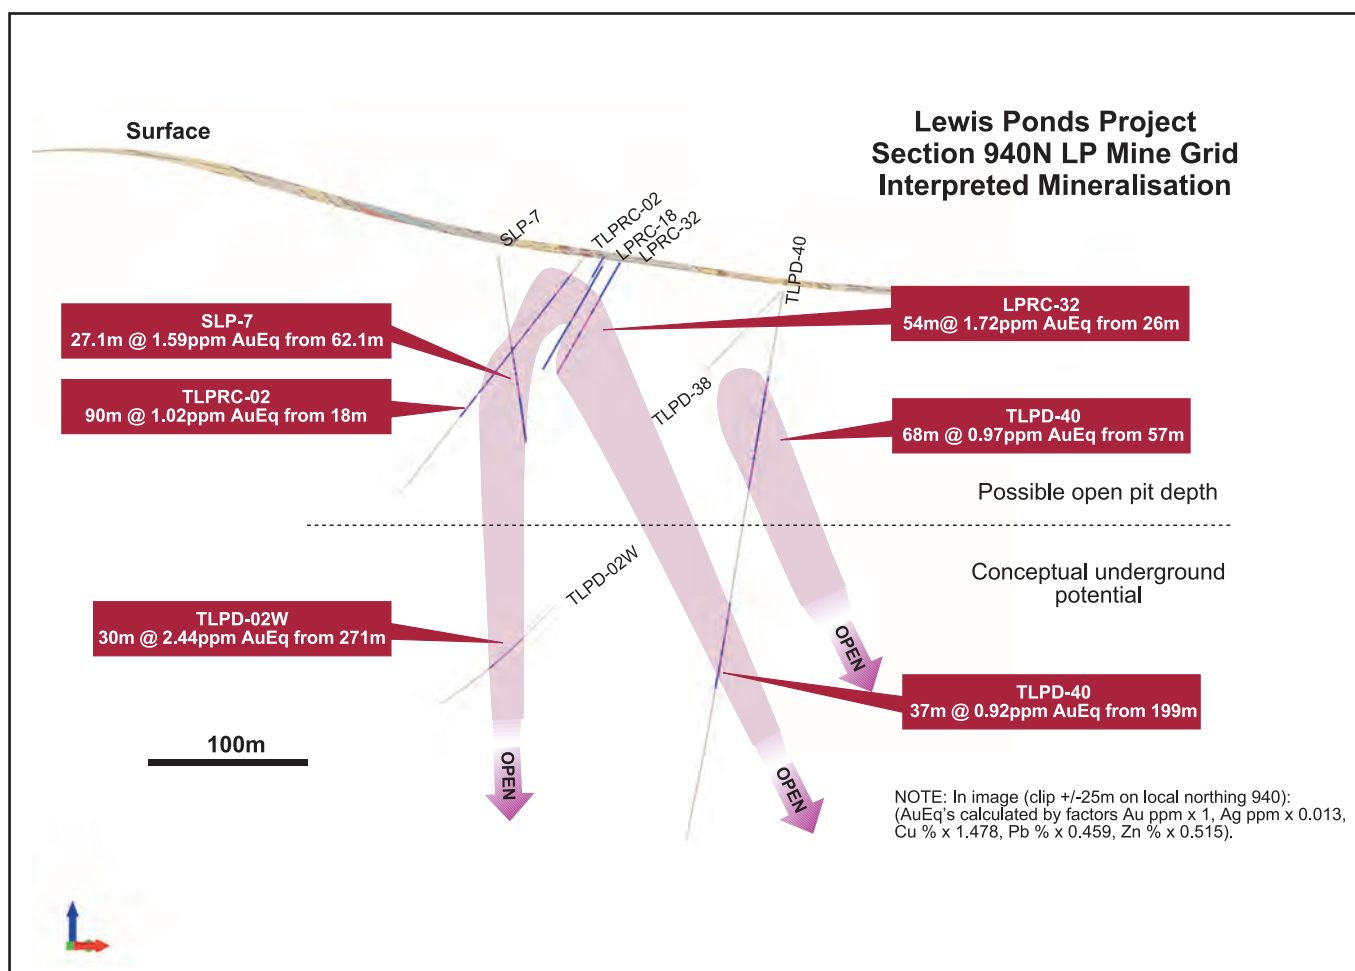 Lewis Ponds Project
Section 940N LP Mine Grid
Interpreted Mineralisation
Surface
SLP-7
TLPRC-02
LPRC-18
LPRC-32
TLPD-40
SLP-7
27.1m @ 1.59ppm AuEq from 62.1m
LPRC-32
54m@ 1.72ppm AuEq from 26m
TLPRC-02
90m @ 1.02ppm AuEq from 18m
TLPD-38
TLPD-40
68m @ 0.97ppm AuEq from 57m
Possible open pit depth
Conceptual underground
potential
TLPD-02W
TLPD-02W
30m @ 2.44ppm AuEq from 271m
OPEN
TLPD-40
37m @ 0.92ppm AuEq from 199m
100m
OPEN
OPEN
NOTE: In image (clip +/-25m on local northing 940):
(AuEq's calculated by factors Au ppm x 1, Ag ppm x 0.013,
Cu % x 1.478, Pb % x 0.459, Zn % x 0.515).